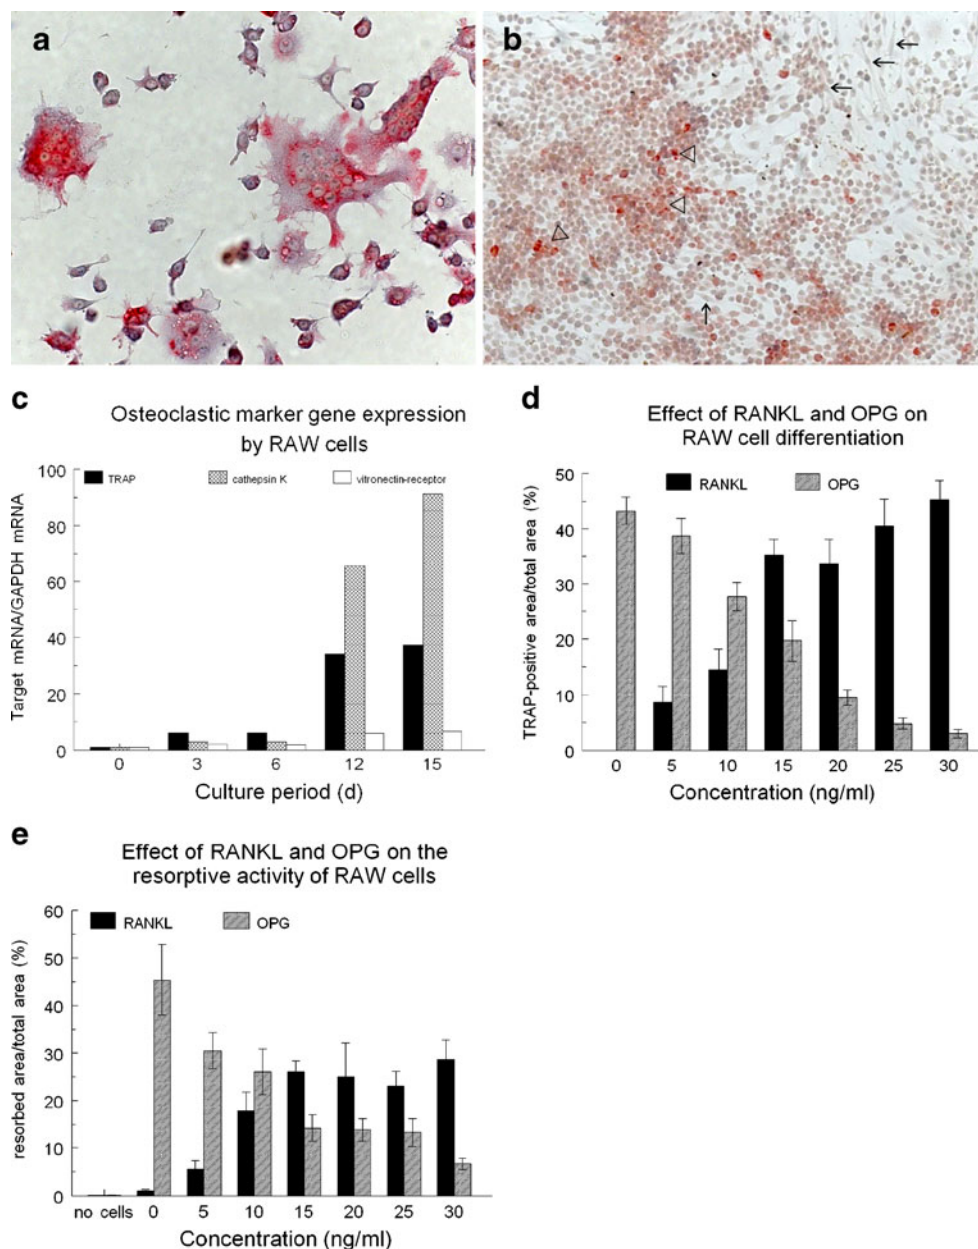 a
b
c
Osteoclastic marker gene expression
by RAW cells
TRAP
cathepsin K
vitronectin-receptor
Target mRNA/GAPDH mRNA
100
80
60
40
20
0
0 3 6 12 15
Culture period (d)
d
Effect of RANKL and OPG on
RAW cell differentiation
RANKL
OPG
TRAP-positive area/total area (%)
50
40
30
20
10
0
0 5 10 15 20 25 30
Concentration (ng/ml)
e
Effect of RANKL and OPG on the
resorptive activity of RAW cells
RANKL
OPG
resorbed area/total area (%)
60
50
40
30
20
10
0
no cells 0 5 10 15 20 25 30
Concentration (ng/ml)